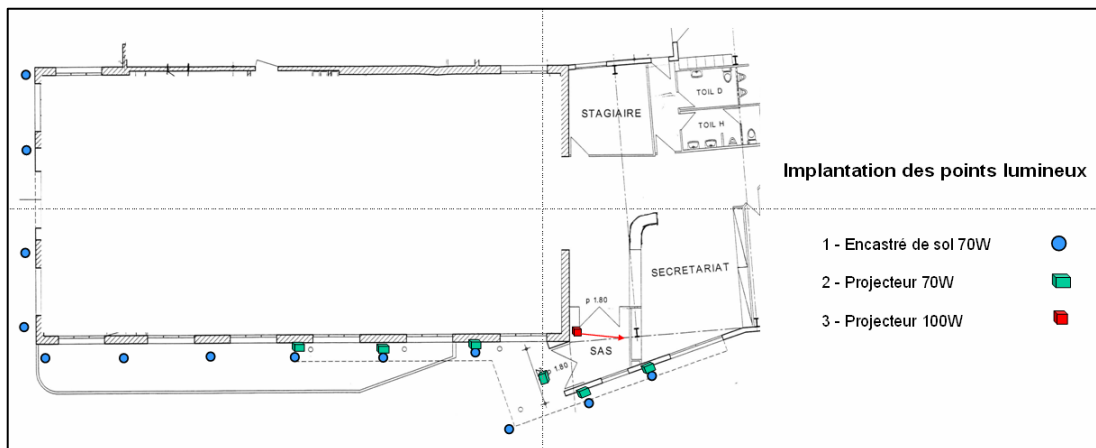 TOIL D
STAGIAIRE
TOIL H
Implantation des points lumineux
1 - Encastré de sol 70W
SECRETARIAT
2 - Projecteur 70W
p 1.80
3 - Projecteur 100W
SAS
p 1.80